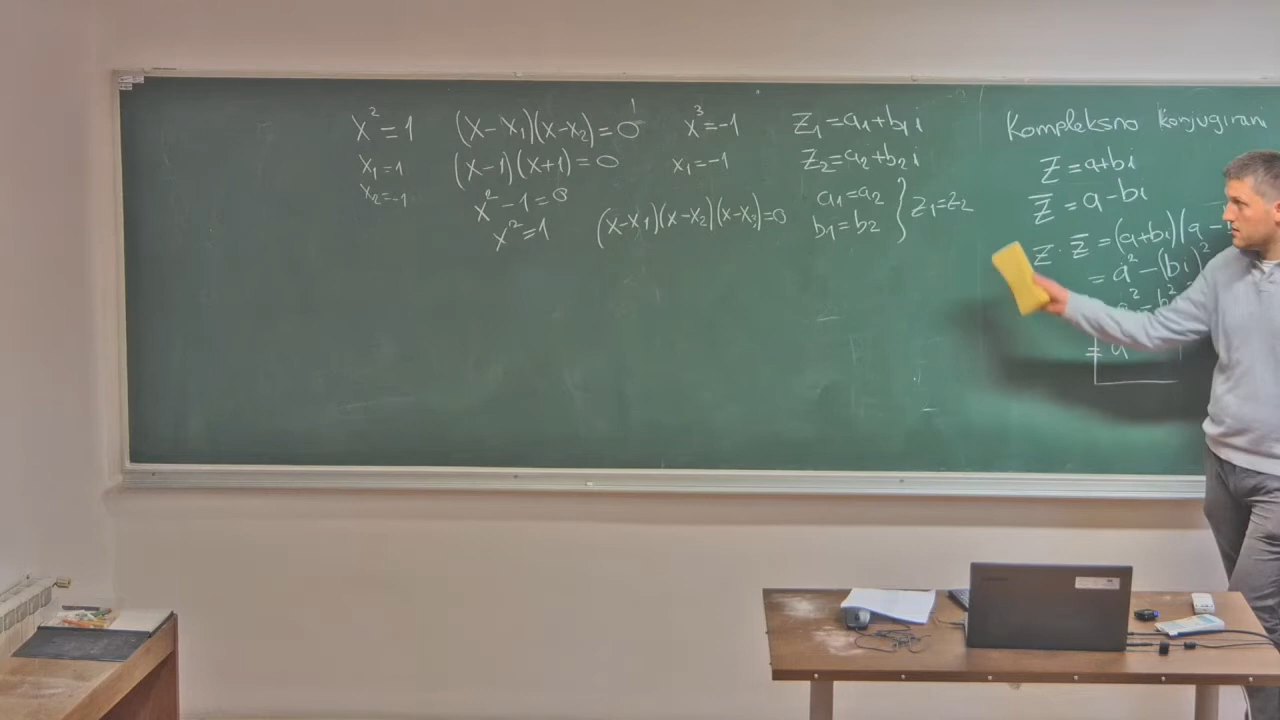 x²=1
x₁=1
x₂=-1
(x-x₁)(x-x₂)=0
(x-1)(x+1)=0
x²-1=0
x²=1
x³=-1
x₁=-1
(x-x₁)(x-x₂)(x-x₃)=0
z₁=a₁+b₁i
z₂=a₂+b₂i
a₁=a₂
b₁=b₂ } z₁=z₂
Kompleksno konjugirani
z=a+bi
z̅=a-bi
z·z̅=(a+bi)(a-
=a²-(bi)²
a²-b²
=a